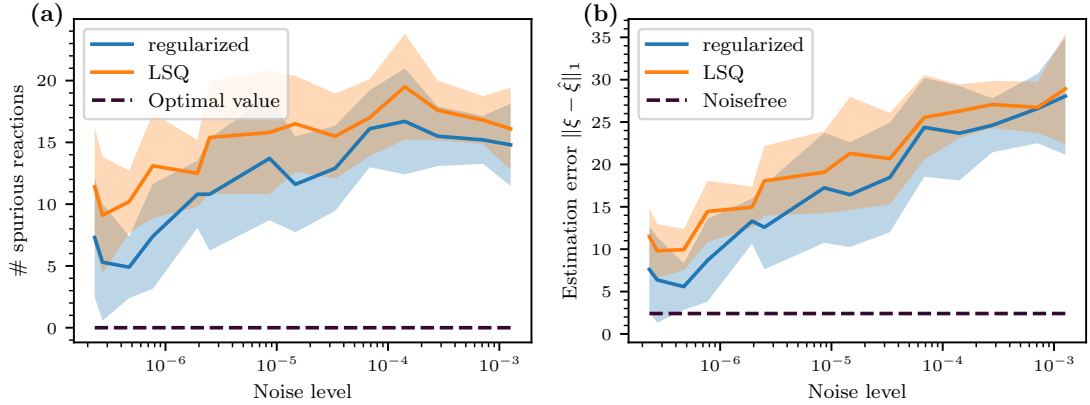 (a)
regularized
LSQ
Optimal value
# spurious reactions
20
15
10
5
0
10⁻⁶
10⁻⁵
10⁻⁴
10⁻³
Noise level
(b)
regularized
LSQ
Noisefree
Estimation error ||ξ − ξ̂||₁
35
30
25
20
15
10
5
0
10⁻⁶
10⁻⁵
10⁻⁴
10⁻³
Noise level